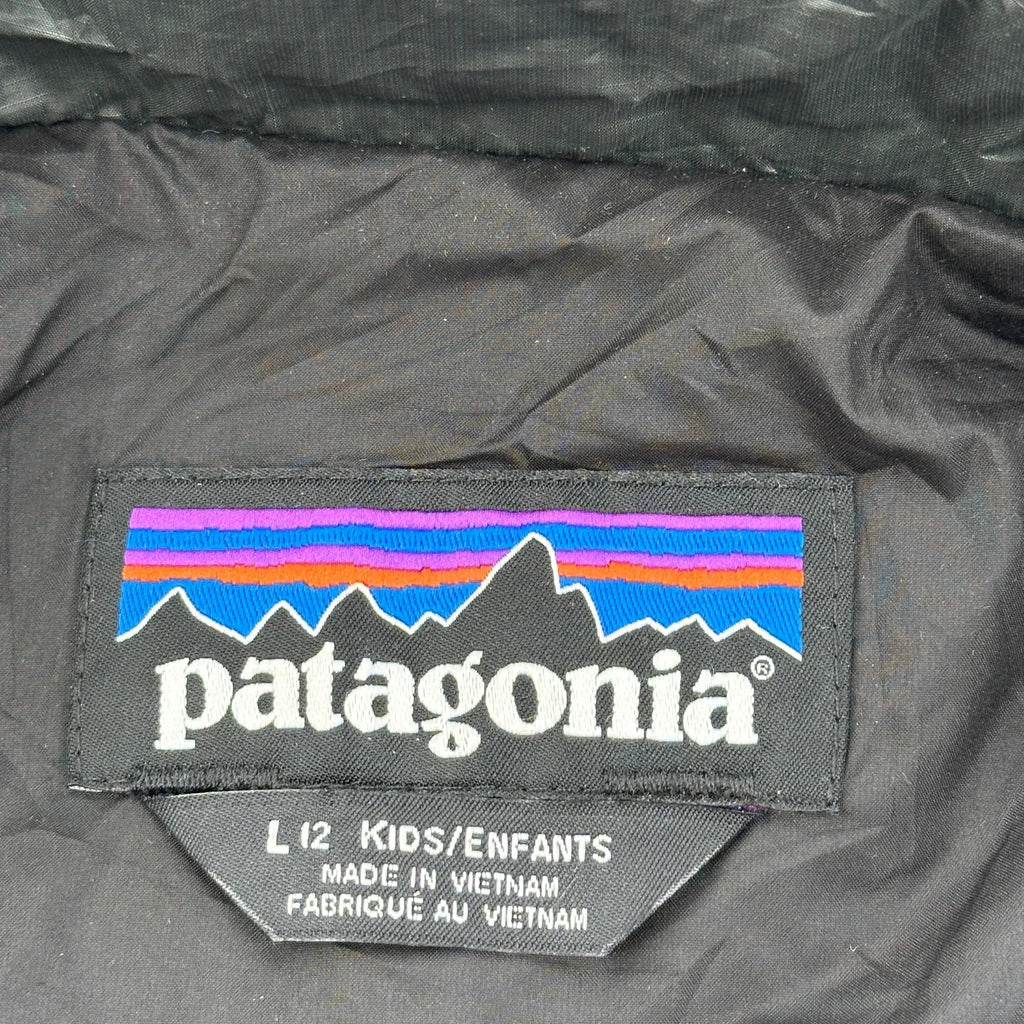 patagonia®
L 12 KIDS/ENFANTS
MADE IN VIETNAM
FABRIQUÉ AU VIETNAM